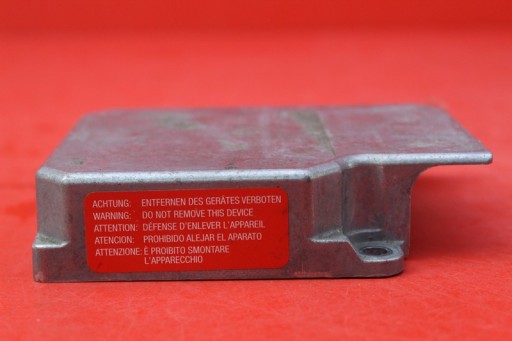 ACHTUNG: ENTFERNEN DES GERÄTES VERBOTEN
WARNING: DO NOT REMOVE THIS DEVICE
ATTENTION: DÉFENSE D'ENLEVER L'APPAREIL
ATENCION: PROHIBIDO ALEJAR EL APARATO
ATTENZIONE: È PROIBITO SMONTARE
L'APPARECCHIO